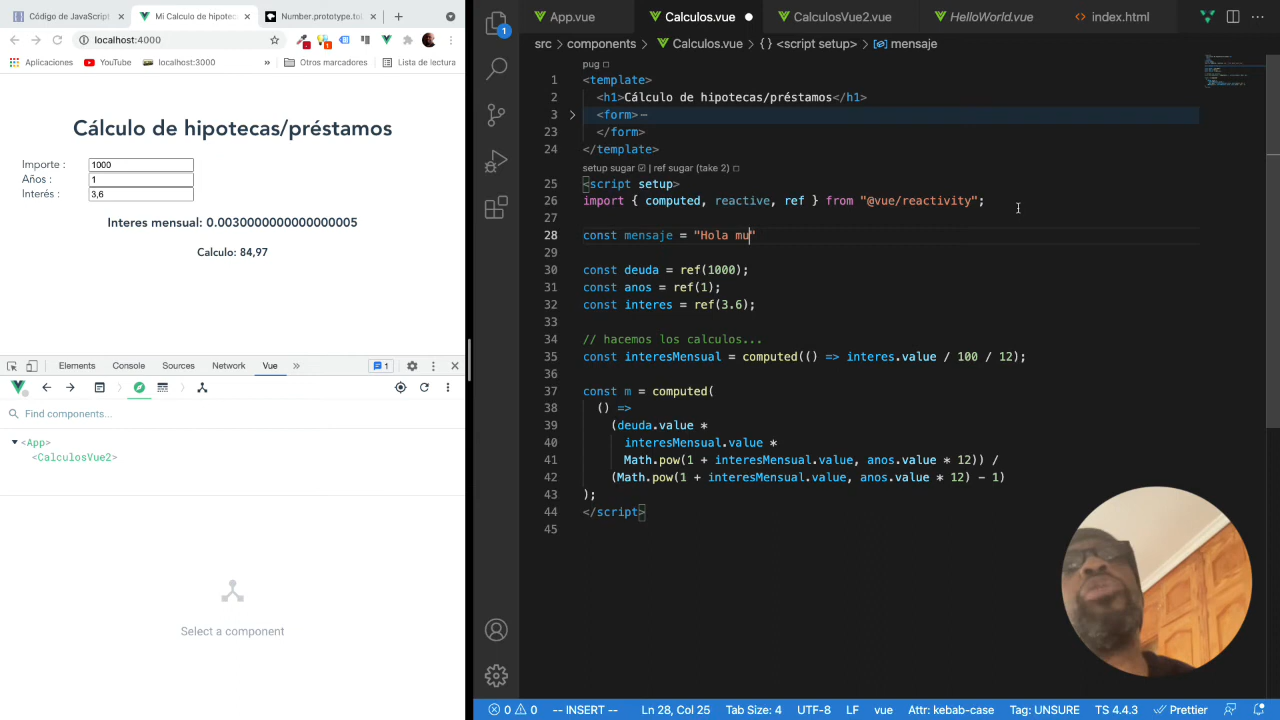 Código de JavaScript
Mi Calculo de hipotec
Number.prototype.to
localhost:4000
Aplicaciones
YouTube
localhost:3000
»
Otros marcadores
Lista de lectura
Cálculo de hipotecas/préstamos
Importe : 1000
Años : 1
Interés : 3,6
Interes mensual: 0.0030000000000000005
Calculo: 84,97
Elements Console Sources Network Vue » 1
Find components...
<App>
<CalculosVue2>
Select a component
App.vue
Calculos.vue
CalculosVue2.vue
HelloWorld.vue
index.html
src > components > Calculos.vue > {} <script setup> > mensaje
pug
1 <template>
2 <h1>Cálculo de hipotecas/préstamos</h1>
3 <form>
23 </form>
24 </template>
setup sugar | ref sugar (take 2)
25 <script setup>
26 import { computed, reactive, ref } from "@vue/reactivity";
27
28 const mensaje = "Hola mu"
29
30 const deuda = ref(1000);
31 const anos = ref(1);
32 const interes = ref(3.6);
33
34 // hacemos los calculos...
35 const interesMensual = computed(() => interes.value / 100 / 12);
36
37 const m = computed(
38 () =>
39 (deuda.value *
40 interesMensual.value *
41 Math.pow(1 + interesMensual.value, anos.value * 12)) /
42 (Math.pow(1 + interesMensual.value, anos.value * 12) - 1)
43 );
44 </script>
45
1
0 0 -- INSERT -- Ln 28, Col 25 Tab Size: 4 UTF-8 LF vue Attr: kebab-case Tag: UNSURE TS 4.4.3 Prettier